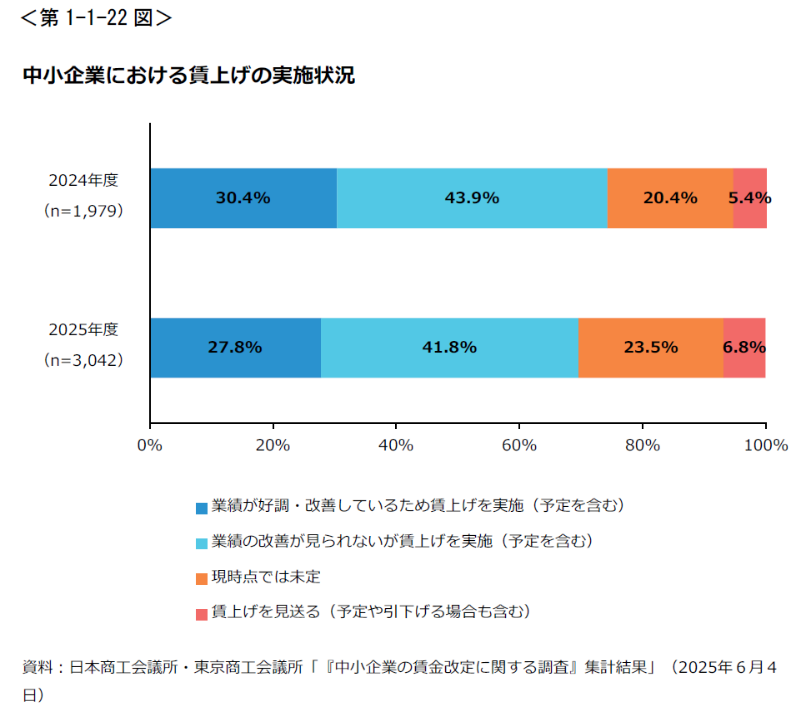 ＜第 1-1-22 図＞
中小企業における賃上げの実施状況
2024年度
（n=1,979）
30.4%
43.9%
20.4%
5.4%
2025年度
（n=3,042）
27.8%
41.8%
23.5%
6.8%
0%
20%
40%
60%
80%
100%
業績が好調・改善しているため賃上げを実施（予定を含む）
業績の改善が見られないが賃上げを実施（予定を含む）
現時点では未定
賃上げを見送る（予定や引下げる場合も含む）
資料：日本商工会議所・東京商工会議所「『中小企業の賃金改定に関する調査』集計結果」（2025年６月４
日）